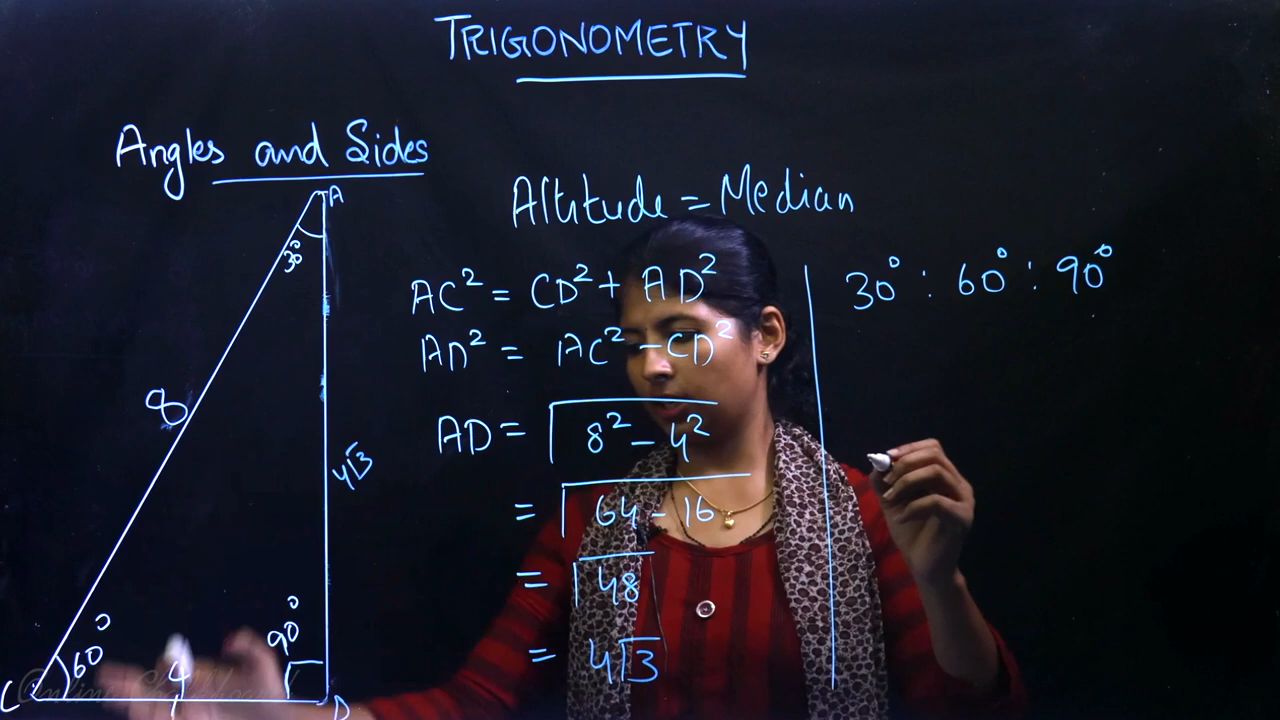 TRIGONOMETRY
Angles and Sides
A
30°
8
4√3
60°
4
90°
C
D
Altitude = Median
AC² = CD² + AD²
AD² = AC² - CD²
AD = √8² - 4²
= √64 - 16
= √48
= 4√3
30° : 60° : 90°